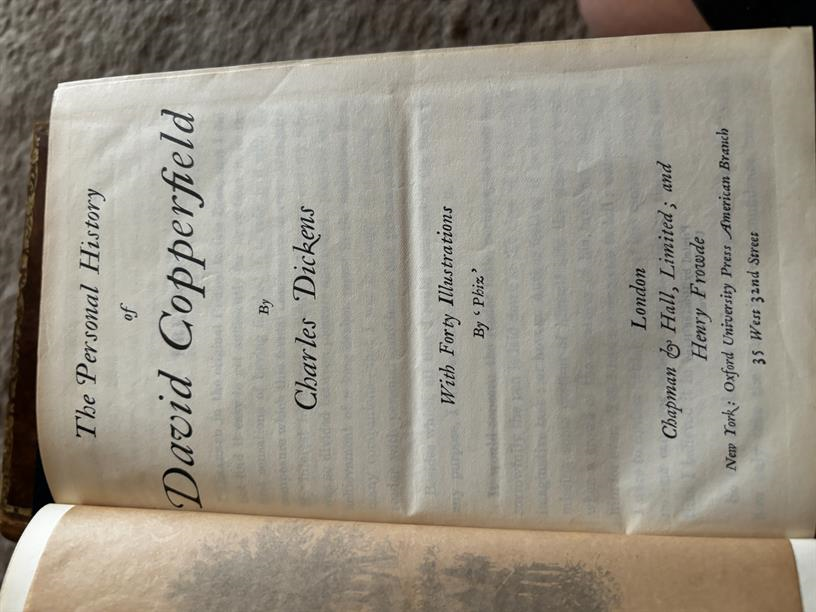 The Personal History
of
David Copperfield
By
Charles Dickens
With Forty Illustrations
By ‘Phiz’
London
Chapman & Hall, Limited; and
Henry Frowde
New York: Oxford University Press American Branch
35 West 32nd Street